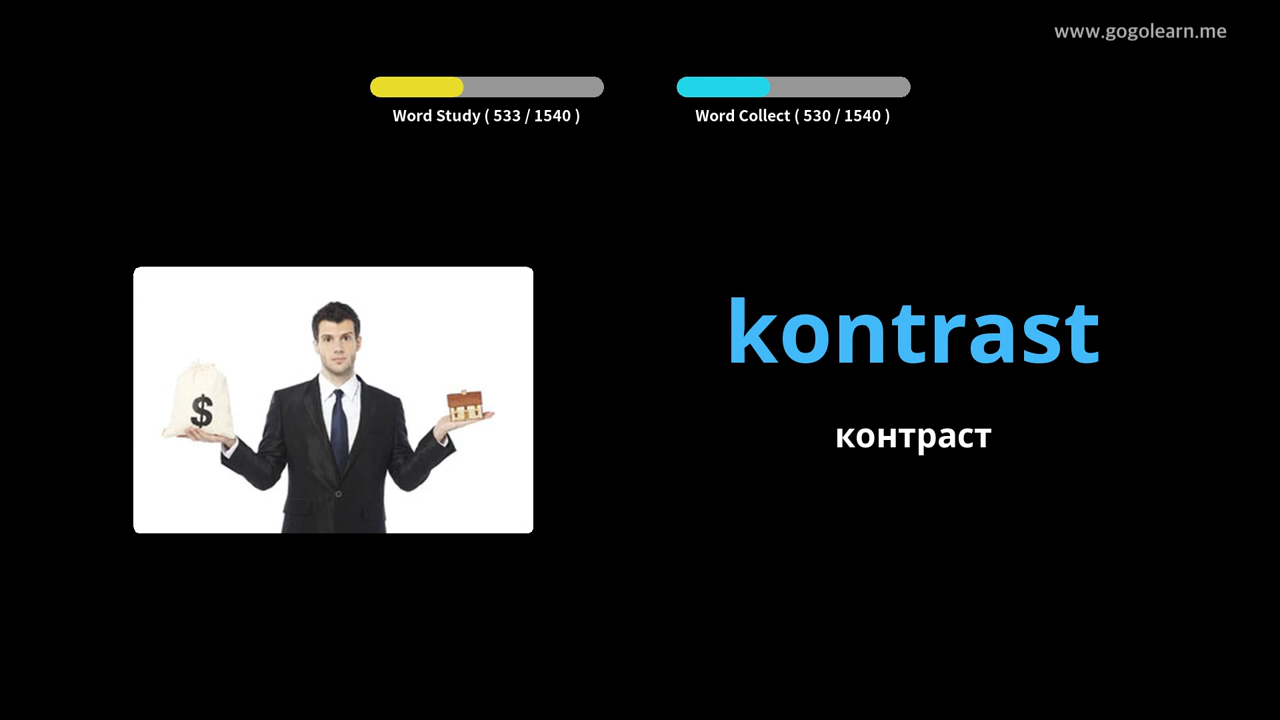 www.gogolearn.me
Word Study ( 533 / 1540 )
Word Collect ( 530 / 1540 )
$
kontrast
контраст